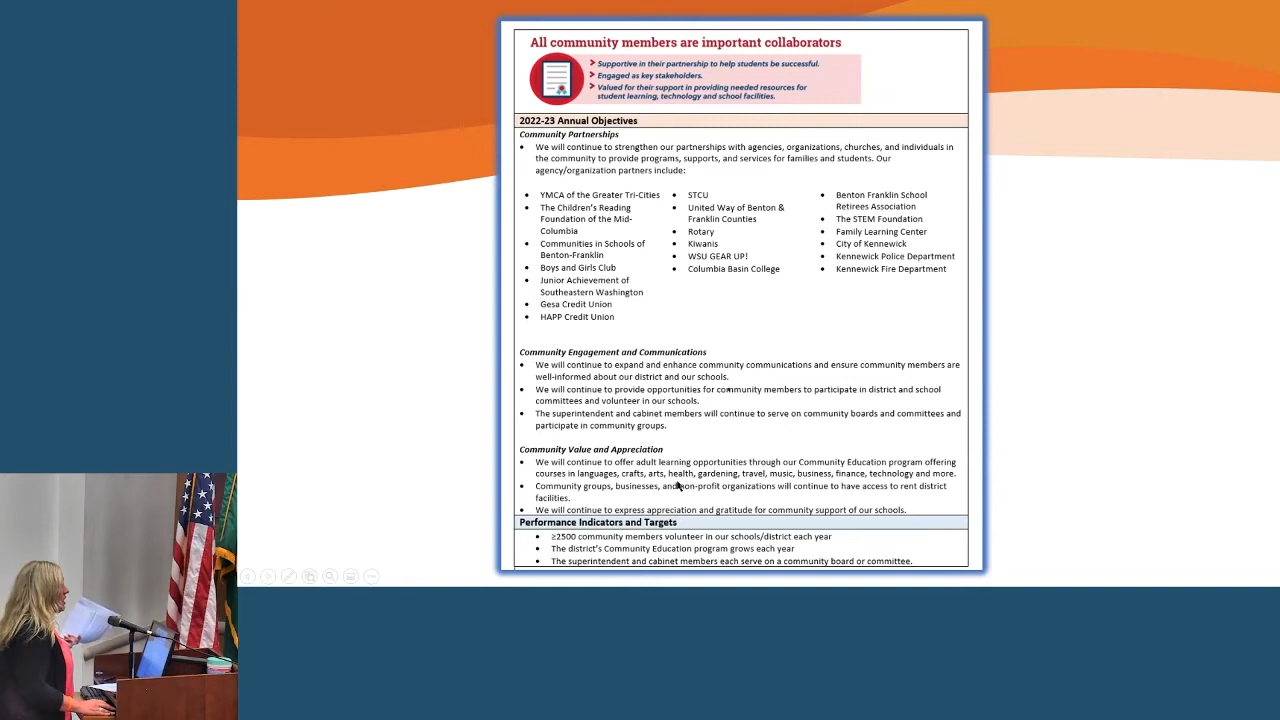 All community members are important collaborators
Supportive in their partnership to help students be successful.
Engaged as key stakeholders.
Valued for their support in providing needed resources for
student learning, technology and school facilities.
2022-23 Annual Objectives
Community Partnerships
• We will continue to strengthen our partnerships with agencies, organizations, churches, and individuals in
the community to provide programs, supports, and services for families and students. Our
agency/organization partners include:
• YMCA of the Greater Tri-Cities
• The Children's Reading
Foundation of the Mid-
Columbia
• Communities in Schools of
Benton-Franklin
• Boys and Girls Club
• Junior Achievement of
Southeastern Washington
• Gesa Credit Union
• HAPP Credit Union
• STCU
• United Way of Benton &
Franklin Counties
• Rotary
• Kiwanis
• WSU GEAR UP!
• Columbia Basin College
• Benton Franklin School
Retirees Association
• The STEM Foundation
• Family Learning Center
• City of Kennewick
• Kennewick Police Department
• Kennewick Fire Department
Community Engagement and Communications
• We will continue to expand and enhance community communications and ensure community members are
well-informed about our district and our schools.
• We will continue to provide opportunities for community members to participate in district and school
committees and volunteer in our schools.
• The superintendent and cabinet members will continue to serve on community boards and committees and
participate in community groups.
Community Value and Appreciation
• We will continue to offer adult learning opportunities through our Community Education program offering
courses in languages, crafts, arts, health, gardening, travel, music, business, finance, technology and more.
• Community groups, businesses, and non-profit organizations will continue to have access to rent district
facilities.
• We will continue to express appreciation and gratitude for community support of our schools.
Performance Indicators and Targets
• ≥2500 community members volunteer in our schools/district each year
• The district's Community Education program grows each year
• The superintendent and cabinet members each serve on a community board or committee.